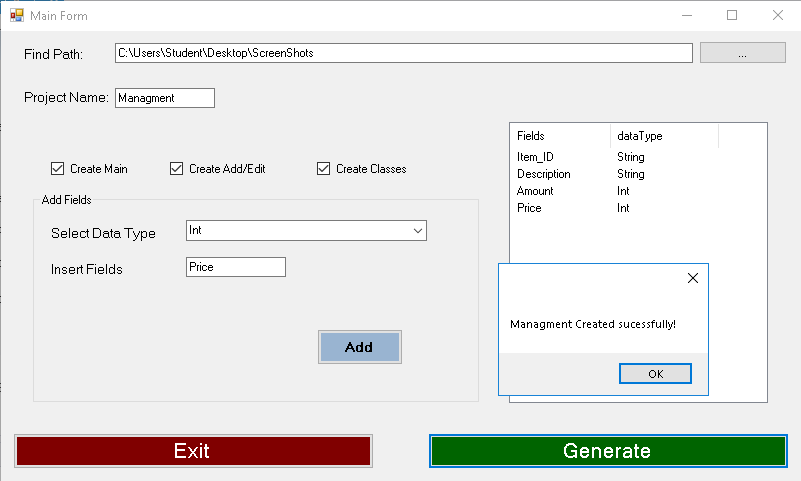 Main Form
Find Path: C:\Users\Student\Desktop\ScreenShots ...
Project Name: Managment
Create Main Create Add/Edit Create Classes
Add Fields
Select Data Type Int
Insert Fields Price
Add
Fields dataType
Item_ID String
Description String
Amount Int
Price Int
Managment Created sucessfully!
OK
Exit Generate